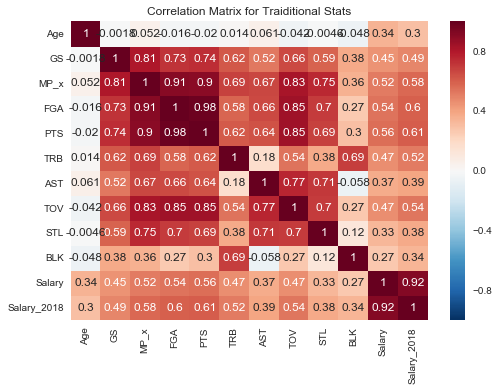 Correlation Matrix for Traiditional Stats
Age 1 -0.0018 0.052 -0.016 -0.02 0.014 0.061 -0.042 -0.0046 -0.048 0.34 0.3
GS -0.0018 1 0.81 0.73 0.74 0.62 0.52 0.66 0.59 0.38 0.45 0.49
MP_x 0.052 0.81 1 0.91 0.9 0.69 0.67 0.83 0.75 0.36 0.52 0.58
FGA -0.016 0.73 0.91 1 0.98 0.58 0.66 0.85 0.7 0.27 0.54 0.6
PTS -0.02 0.74 0.9 0.98 1 0.62 0.64 0.85 0.69 0.3 0.56 0.61
TRB 0.014 0.62 0.69 0.58 0.62 1 0.18 0.54 0.38 0.69 0.47 0.52
AST 0.061 0.52 0.67 0.66 0.64 0.18 1 0.77 0.71 -0.058 0.37 0.39
TOV -0.042 0.66 0.83 0.85 0.85 0.54 0.77 1 0.7 0.27 0.47 0.54
STL -0.0046 0.59 0.75 0.7 0.69 0.38 0.71 0.7 1 0.12 0.33 0.38
BLK -0.048 0.38 0.36 0.27 0.3 0.69 -0.058 0.27 0.12 1 0.27 0.34
Salary 0.34 0.45 0.52 0.54 0.56 0.47 0.37 0.47 0.33 0.27 1 0.92
Salary_2018 0.3 0.49 0.58 0.6 0.61 0.52 0.39 0.54 0.38 0.34 0.92 1
Age GS MP_x FGA PTS TRB AST TOV STL BLK Salary Salary_2018
0.8
0.4
0.0
−0.4
−0.8